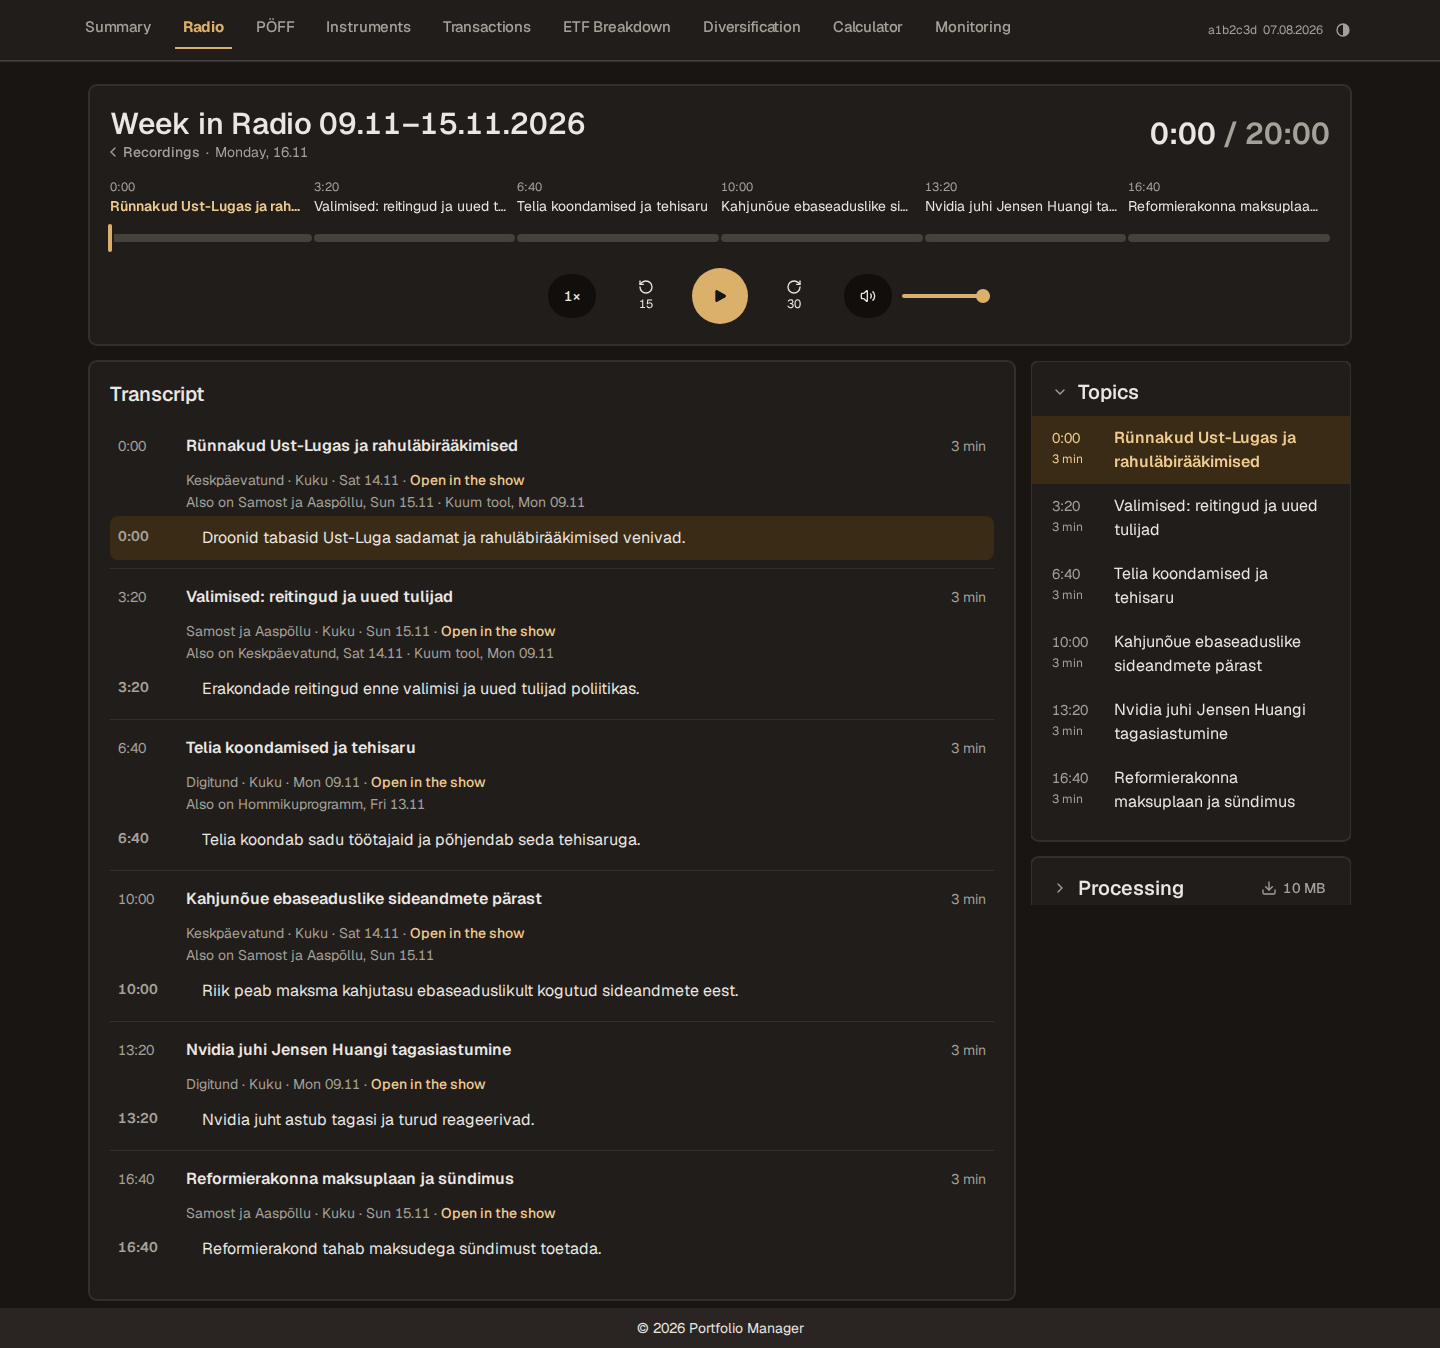 Summary Radio PÖFF Instruments Transactions ETF Breakdown Diversification Calculator Monitoring a1b2c3d 07.08.2026
Week in Radio 09.11–15.11.2026
0:00 / 20:00
Recordings · Monday, 16.11
0:00 3:20 6:40 10:00 13:20 16:40
Rünnakud Ust-Lugas ja rah… Valimised: reitingud ja uued t… Telia koondamised ja tehisaru Kahjunõue ebaseaduslike si… Nvidia juhi Jensen Huangi ta… Reformierakonna maksuplaa…
1× 15 30
Transcript
0:00 Rünnakud Ust-Lugas ja rahuläbirääkimised 3 min
Keskpäevatund · Kuku · Sat 14.11 · Open in the show
Also on Samost ja Aaspõllu, Sun 15.11 · Kuum tool, Mon 09.11
0:00 Droonid tabasid Ust-Luga sadamat ja rahuläbirääkimised venivad.
3:20 Valimised: reitingud ja uued tulijad 3 min
Samost ja Aaspõllu · Kuku · Sun 15.11 · Open in the show
Also on Keskpäevatund, Sat 14.11 · Kuum tool, Mon 09.11
3:20 Erakondade reitingud enne valimisi ja uued tulijad poliitikas.
6:40 Telia koondamised ja tehisaru 3 min
Digitund · Kuku · Mon 09.11 · Open in the show
Also on Hommikuprogramm, Fri 13.11
6:40 Telia koondab sadu töötajaid ja põhjendab seda tehisaruga.
10:00 Kahjunõue ebaseaduslike sideandmete pärast 3 min
Keskpäevatund · Kuku · Sat 14.11 · Open in the show
Also on Samost ja Aaspõllu, Sun 15.11
10:00 Riik peab maksma kahjutasu ebaseaduslikult kogutud sideandmete eest.
13:20 Nvidia juhi Jensen Huangi tagasiastumine 3 min
Digitund · Kuku · Mon 09.11 · Open in the show
13:20 Nvidia juht astub tagasi ja turud reageerivad.
16:40 Reformierakonna maksuplaan ja sündimus 3 min
Samost ja Aaspõllu · Kuku · Sun 15.11 · Open in the show
16:40 Reformierakond tahab maksudega sündimust toetada.
Topics
0:00 Rünnakud Ust-Lugas ja
3 min rahuläbirääkimised
3:20 Valimised: reitingud ja uued
3 min tulijad
6:40 Telia koondamised ja
3 min tehisaru
10:00 Kahjunõue ebaseaduslike
3 min sideandmete pärast
13:20 Nvidia juhi Jensen Huangi
3 min tagasiastumine
16:40 Reformierakonna
3 min maksuplaan ja sündimus
Processing 10 MB
© 2026 Portfolio Manager